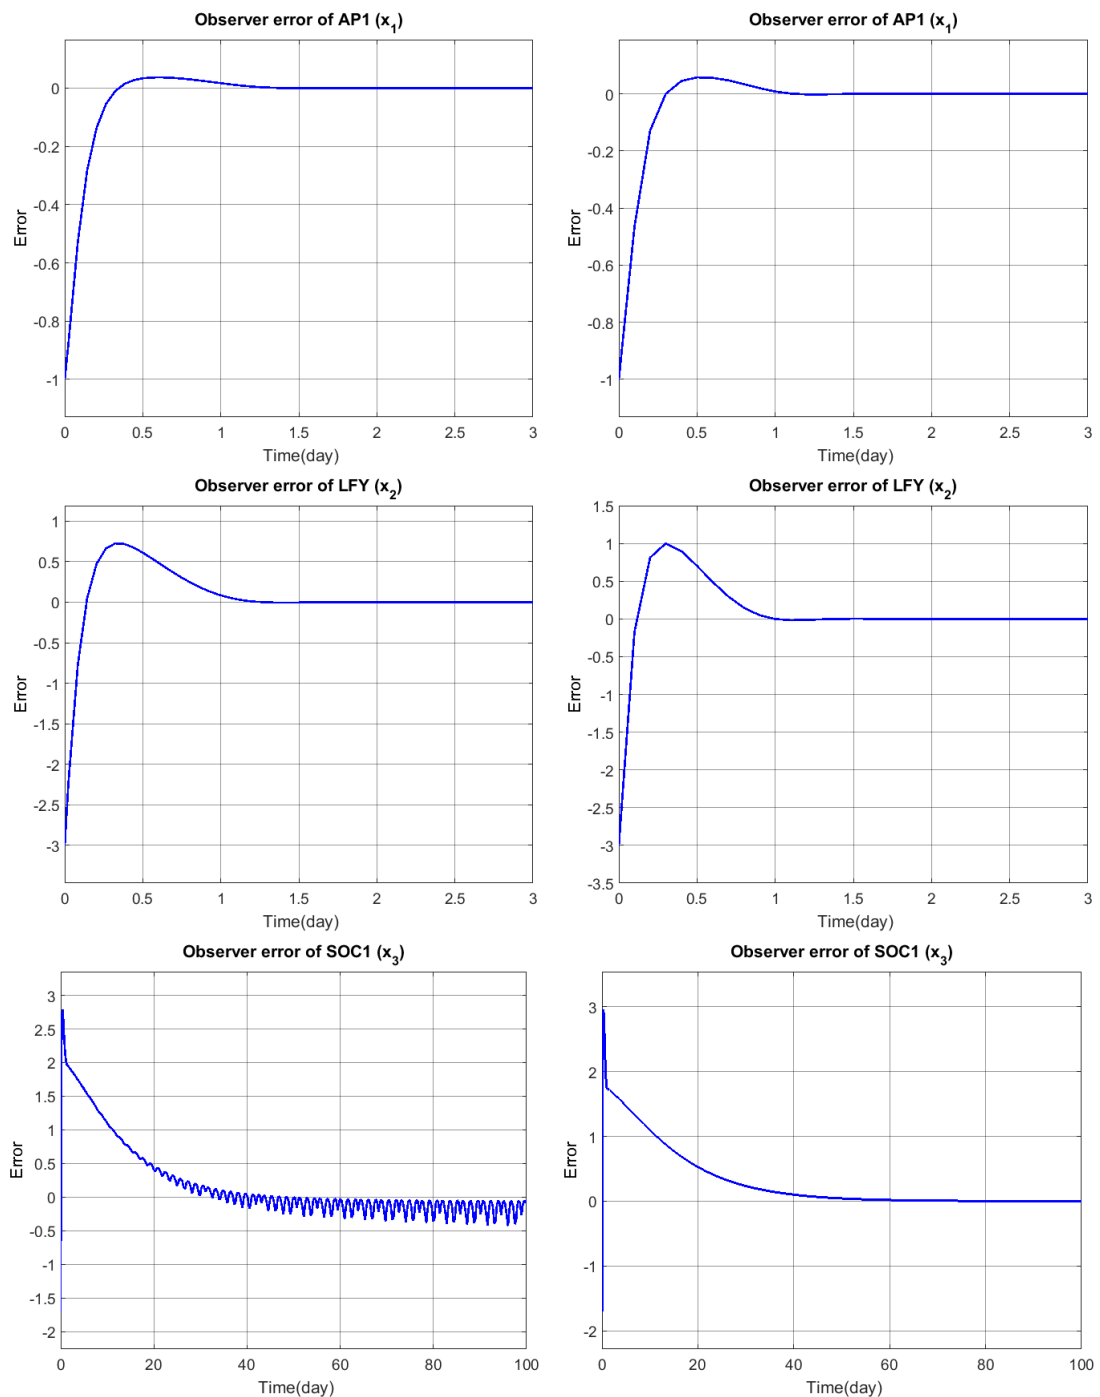 Observer error of AP1 (x1)
0
-0.2
-0.4
-0.6
-0.8
-1
Error
0 0.5 1 1.5 2 2.5 3
Time(day)
Observer error of AP1 (x1)
0
-0.2
-0.4
-0.6
-0.8
-1
Error
0 0.5 1 1.5 2 2.5 3
Time(day)
Observer error of LFY (x2)
1
0.5
0
-0.5
-1
-1.5
-2
-2.5
-3
Error
0 0.5 1 1.5 2 2.5 3
Time(day)
Observer error of LFY (x2)
1.5
1
0.5
0
-0.5
-1
-1.5
-2
-2.5
-3
-3.5
Error
0 0.5 1 1.5 2 2.5 3
Time(day)
Observer error of SOC1 (x3)
3
2.5
2
1.5
1
0.5
0
-0.5
-1
-1.5
-2
Error
0 20 40 60 80 100
Time(day)
Observer error of SOC1 (x3)
3
2
1
0
-1
-2
Error
0 20 40 60 80 100
Time(day)